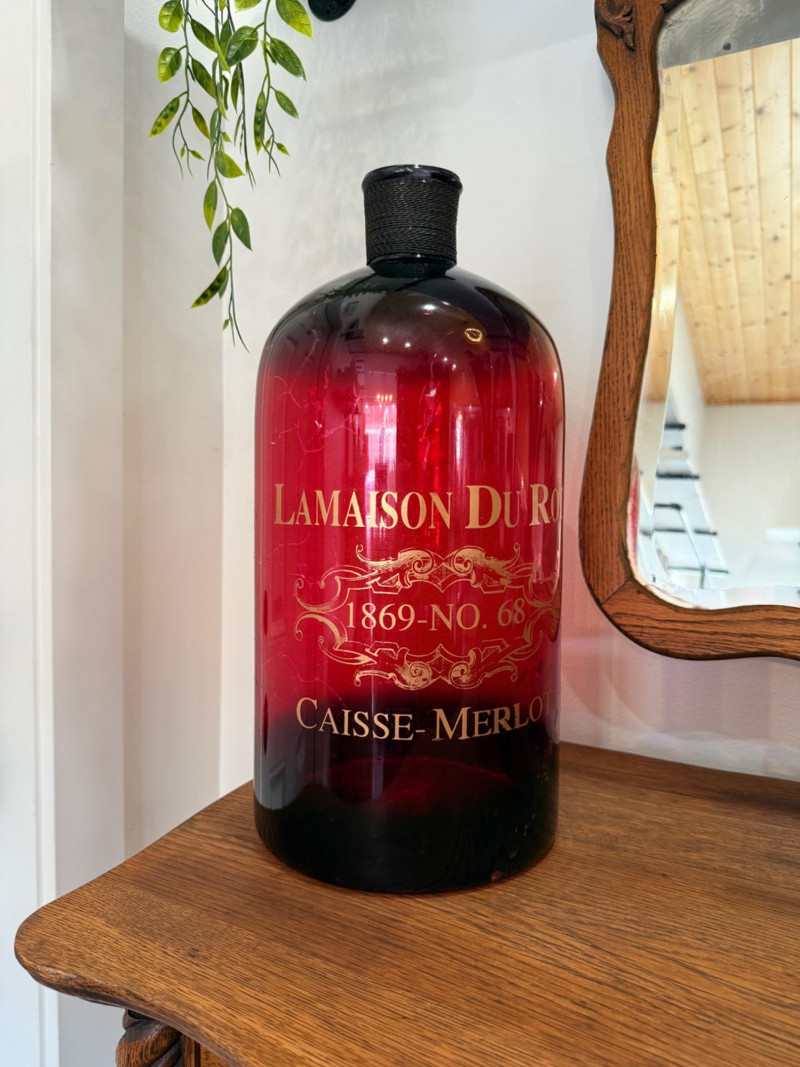 LAMAISON DU RO
1869-NO. 68
CAISSE-MERLOT